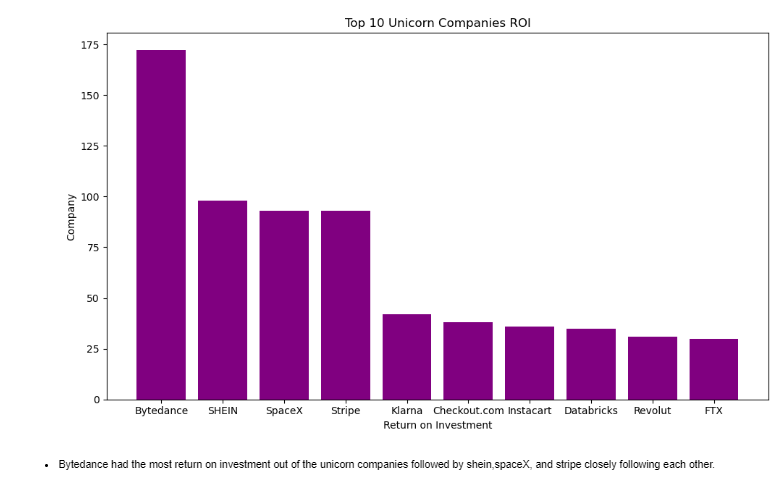 Top 10 Unicorn Companies ROI
175
150
125
100
75
50
25
0
Company
Bytedance SHEIN SpaceX Stripe Klarna Checkout.com Instacart Databricks Revolut FTX
Return on Investment
• Bytedance had the most return on investment out of the unicorn companies followed by shein,spaceX, and stripe closely following each other.